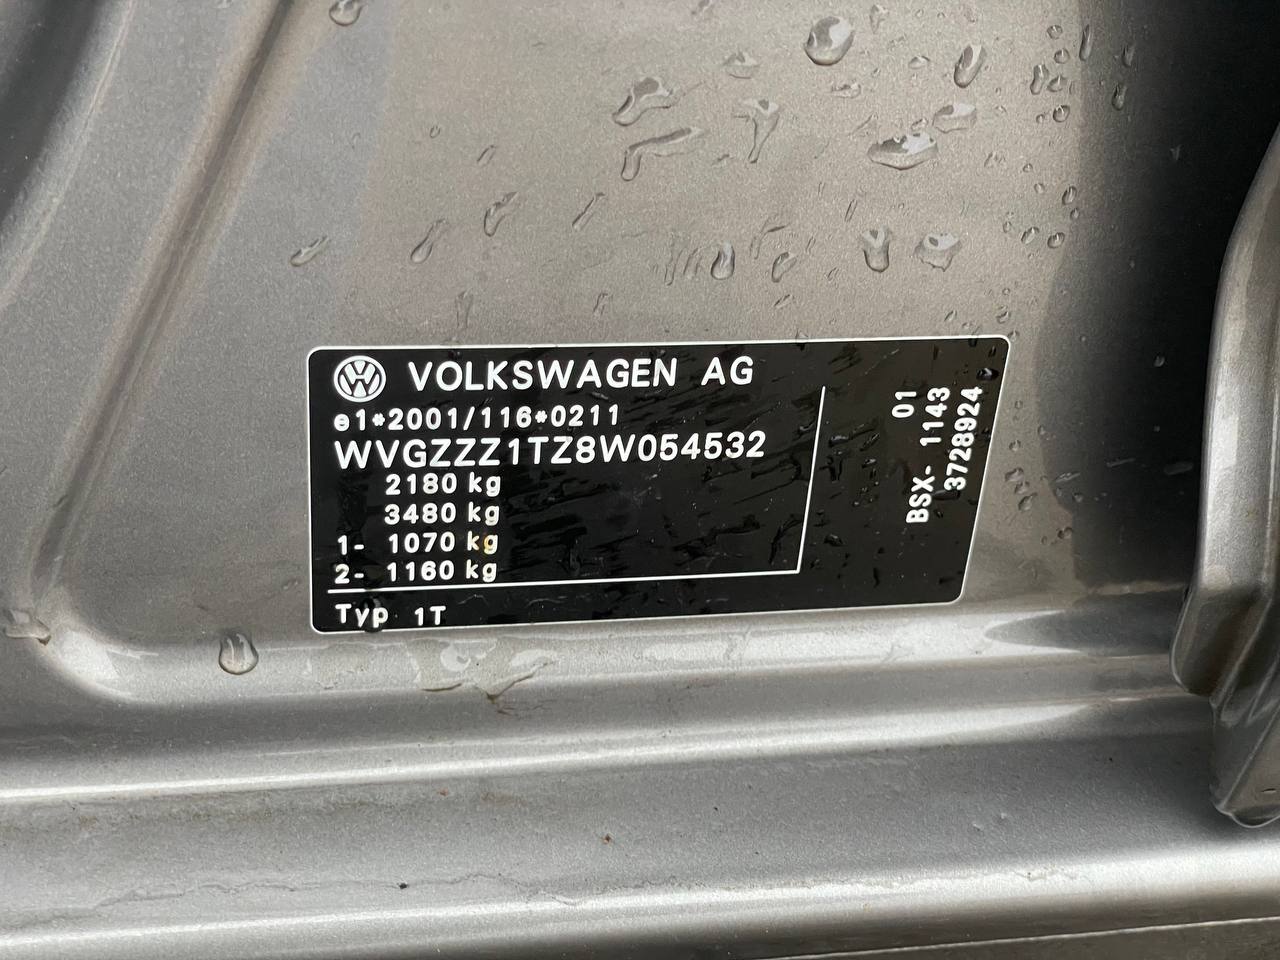 VOLKSWAGEN AG
e1*2001/116*0211
WVGZZZ1TZ8W054532
2180 kg
3480 kg
1- 1070 kg
2- 1160 kg
Typ 1T
01
BSX- 1143
3728924